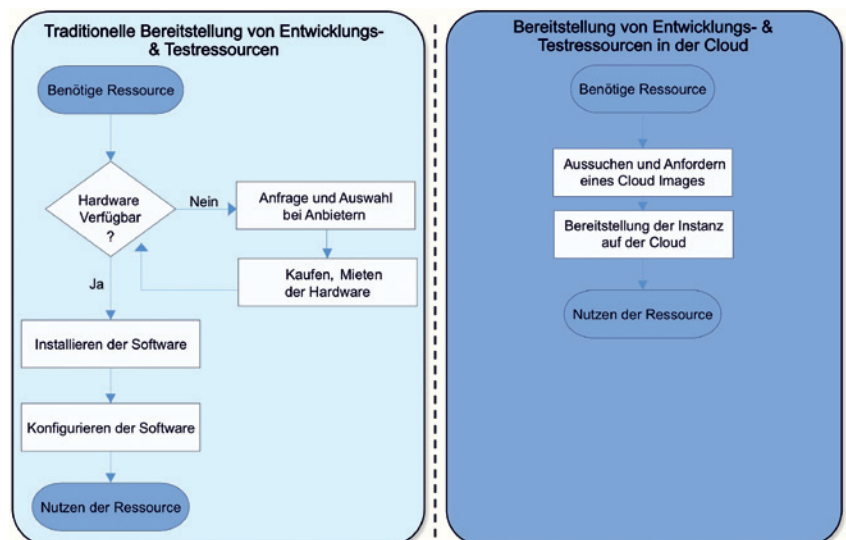 Traditionelle Bereitstellung von Entwicklungs-
& Testressourcen
Benötige Ressource
Hardware
Verfügbar
?
Nein
Anfrage und Auswahl
bei Anbietern
Kaufen, Mieten
der Hardware
Ja
Installieren der Software
Konfigurieren der Software
Nutzen der Ressource
Bereitstellung von Entwicklungs- &
Testressourcen in der Cloud
Benötige Ressource
Aussuchen und Anfordern
eines Cloud Images
Bereitstellung der Instanz
auf der Cloud
Nutzen der Ressource